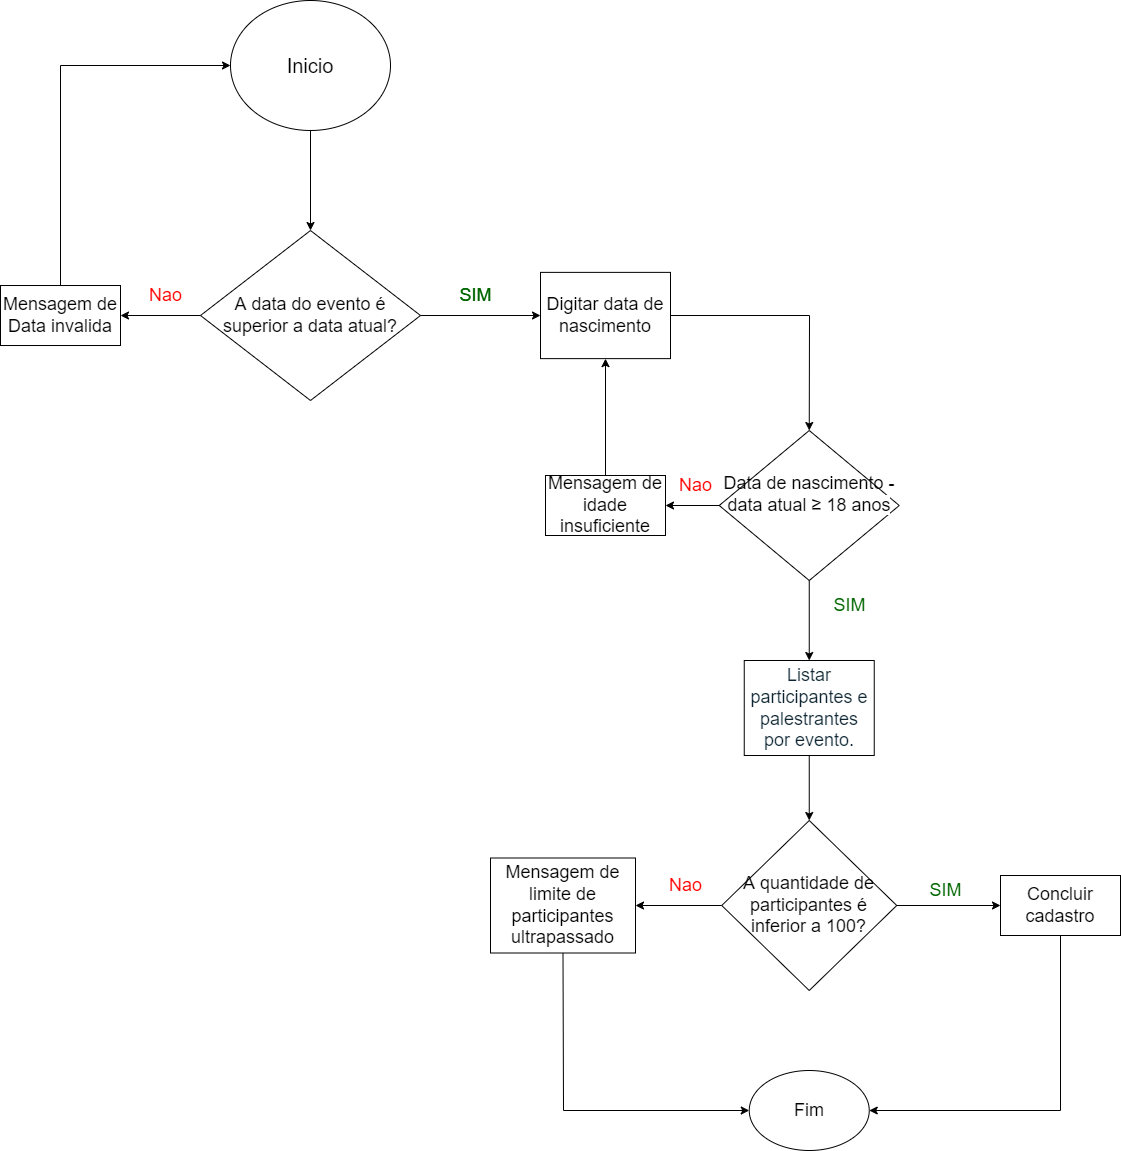 Inicio
Nao
A data do evento é
superior a data atual?
SIM
Mensagem de
Data invalida
Digitar data de
nascimento
Mensagem de
idade
insuficiente
Nao
Data de nascimento -
data atual ≥ 18 anos
SIM
Listar
participantes e
palestrantes
por evento.
Mensagem de
limite de
participantes
ultrapassado
Nao
A quantidade de
participantes é
inferior a 100?
SIM
Concluir
cadastro
Fim